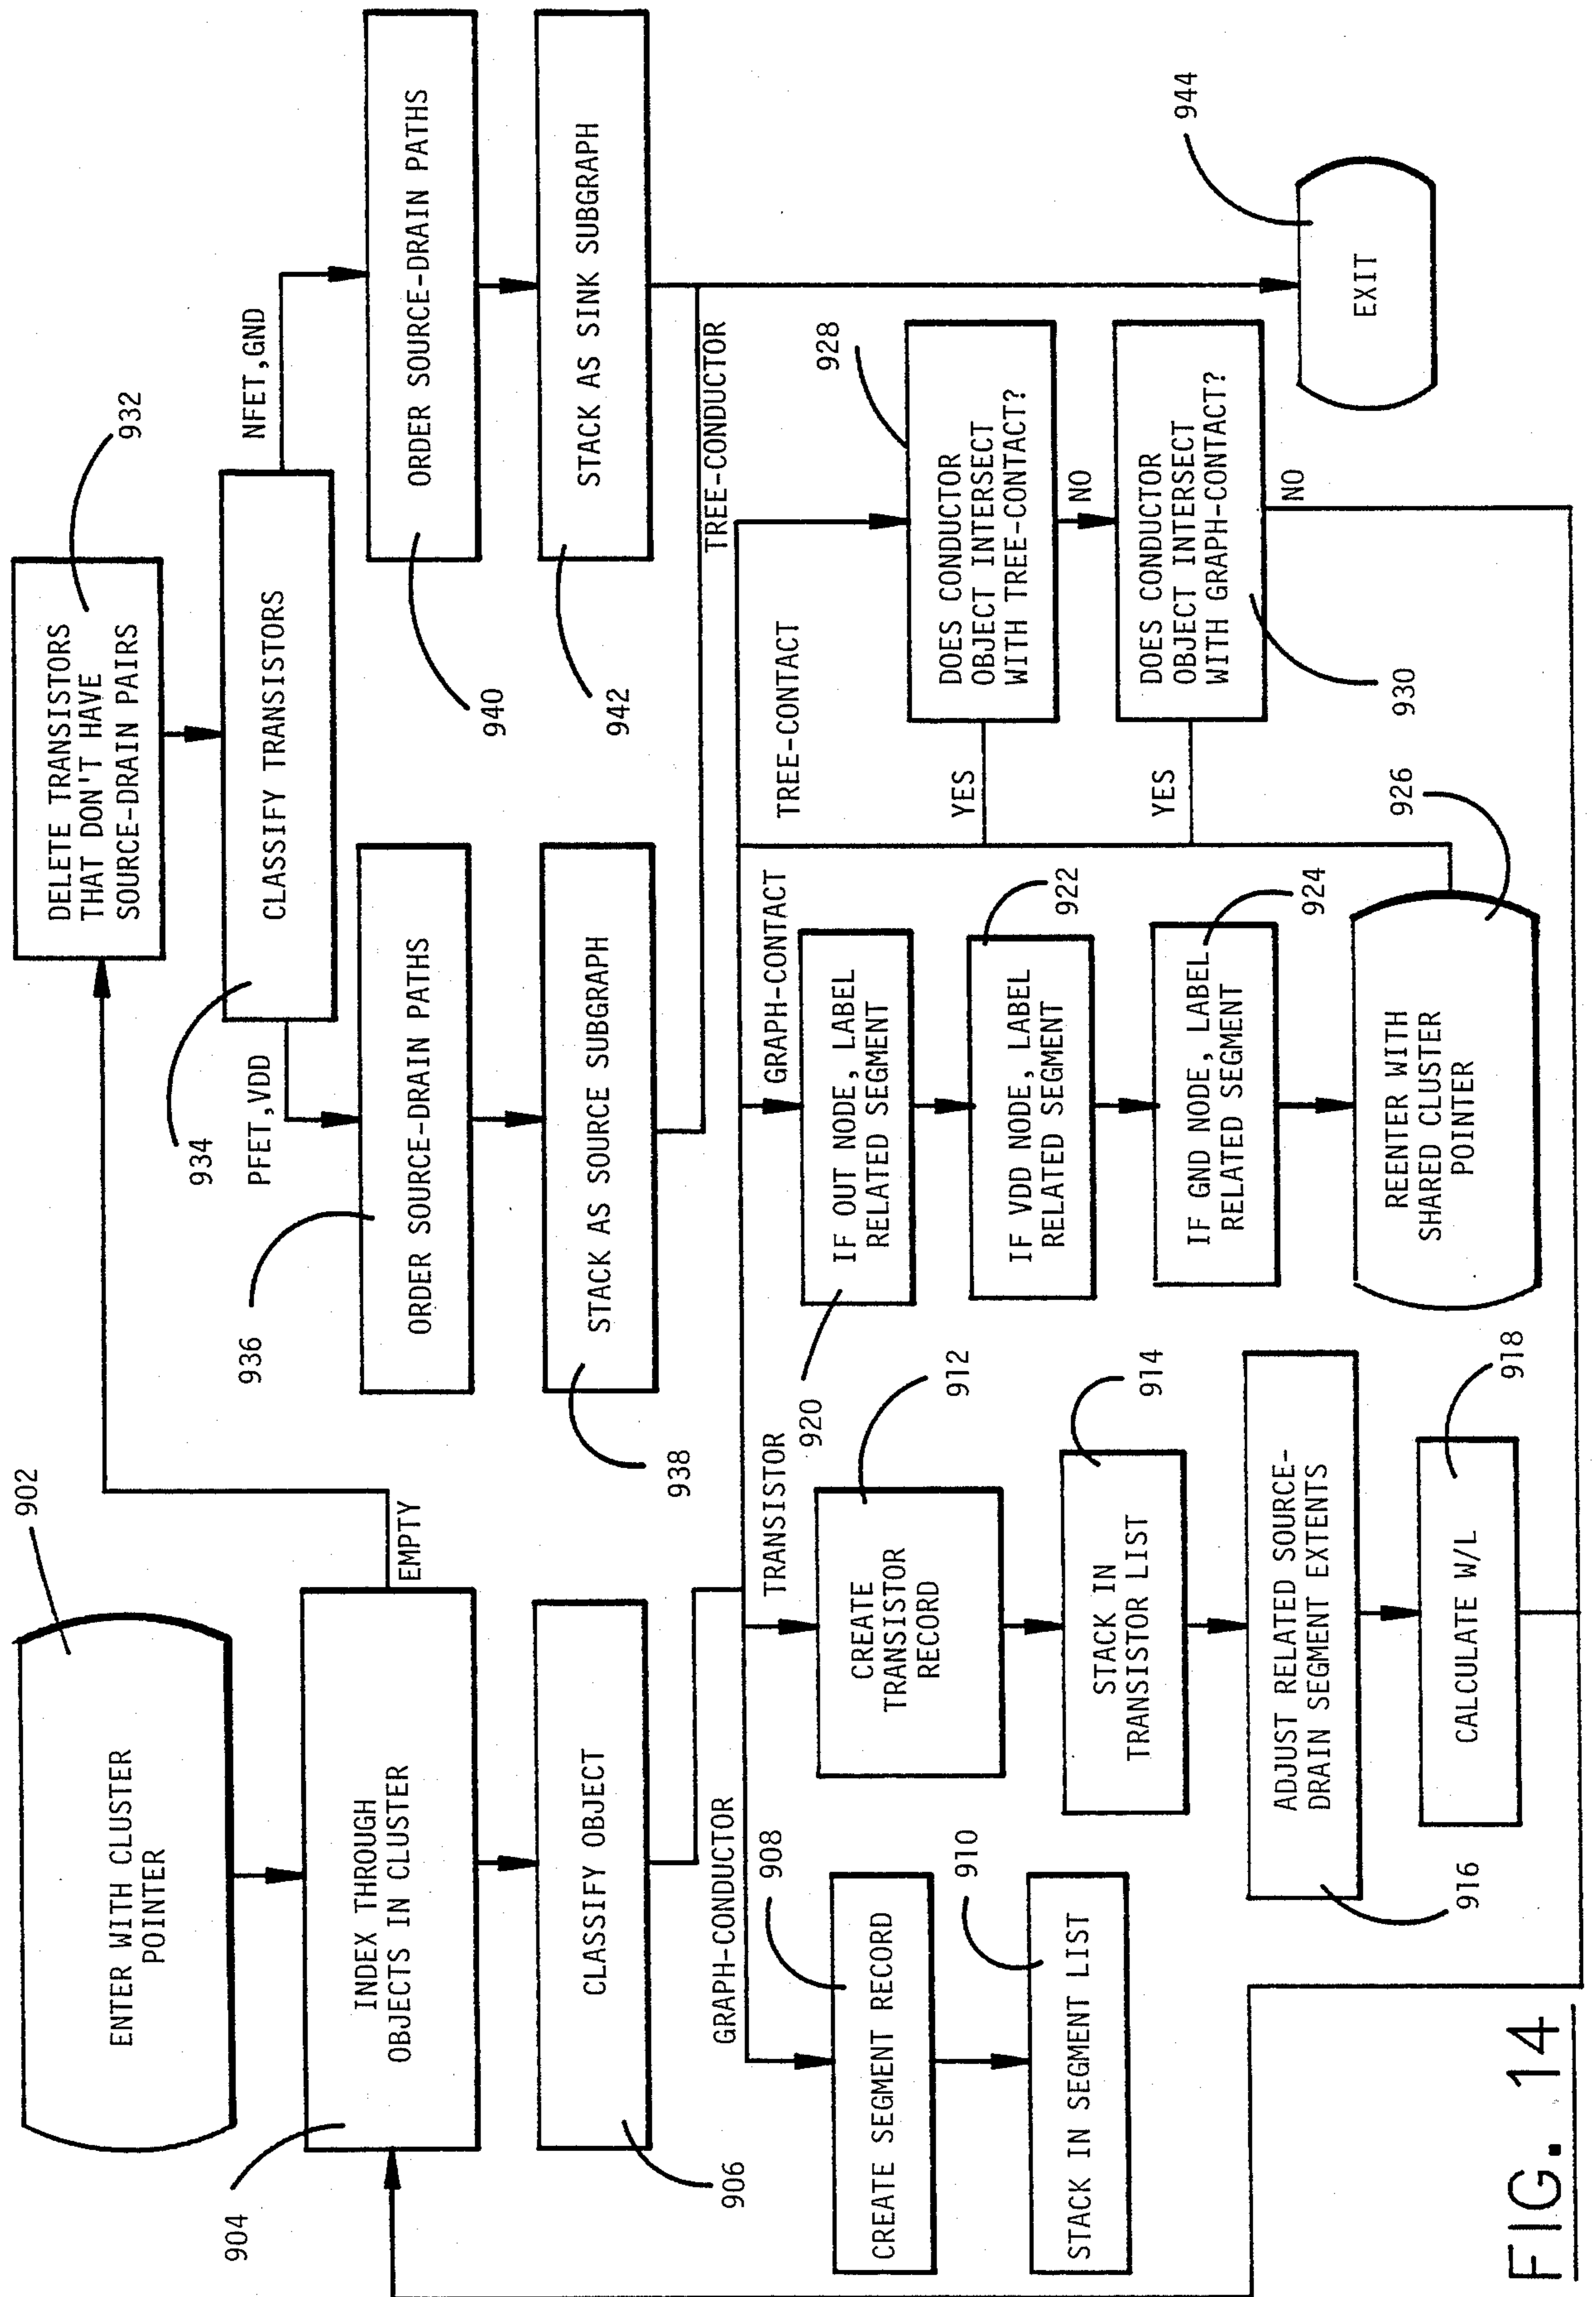 902
ENTER WITH CLUSTER
POINTER
904
INDEX THROUGH
OBJECTS IN CLUSTER
EMPTY
CLASSIFY OBJECT
906
932
DELETE TRANSISTORS
THAT DON'T HAVE
SOURCE-DRAIN PAIRS
934
CLASSIFY TRANSISTORS
PFET,VDD
NFET,GND
936
ORDER SOURCE-DRAIN PATHS
938
STACK AS SOURCE SUBGRAPH
940
ORDER SOURCE-DRAIN PATHS
942
STACK AS SINK SUBGRAPH
GRAPH-CONDUCTOR
908
CREATE SEGMENT RECORD
910
STACK IN SEGMENT LIST
TRANSISTOR
912
CREATE
TRANSISTOR
RECORD
914
STACK IN
TRANSISTOR LIST
916
ADJUST RELATED SOURCE-
DRAIN SEGMENT EXTENTS
918
CALCULATE W/L
GRAPH-CONTACT
920
IF OUT NODE, LABEL
RELATED SEGMENT
922
IF VDD NODE, LABEL
RELATED SEGMENT
924
IF GND NODE, LABEL
RELATED SEGMENT
926
REENTER WITH
SHARED CLUSTER
POINTER
TREE-CONTACT
TREE-CONDUCTOR
928
DOES CONDUCTOR
OBJECT INTERSECT
WITH TREE-CONTACT?
YES
NO
930
DOES CONDUCTOR
OBJECT INTERSECT
WITH GRAPH-CONTACT?
YES
NO
944
EXIT
FIG. 14